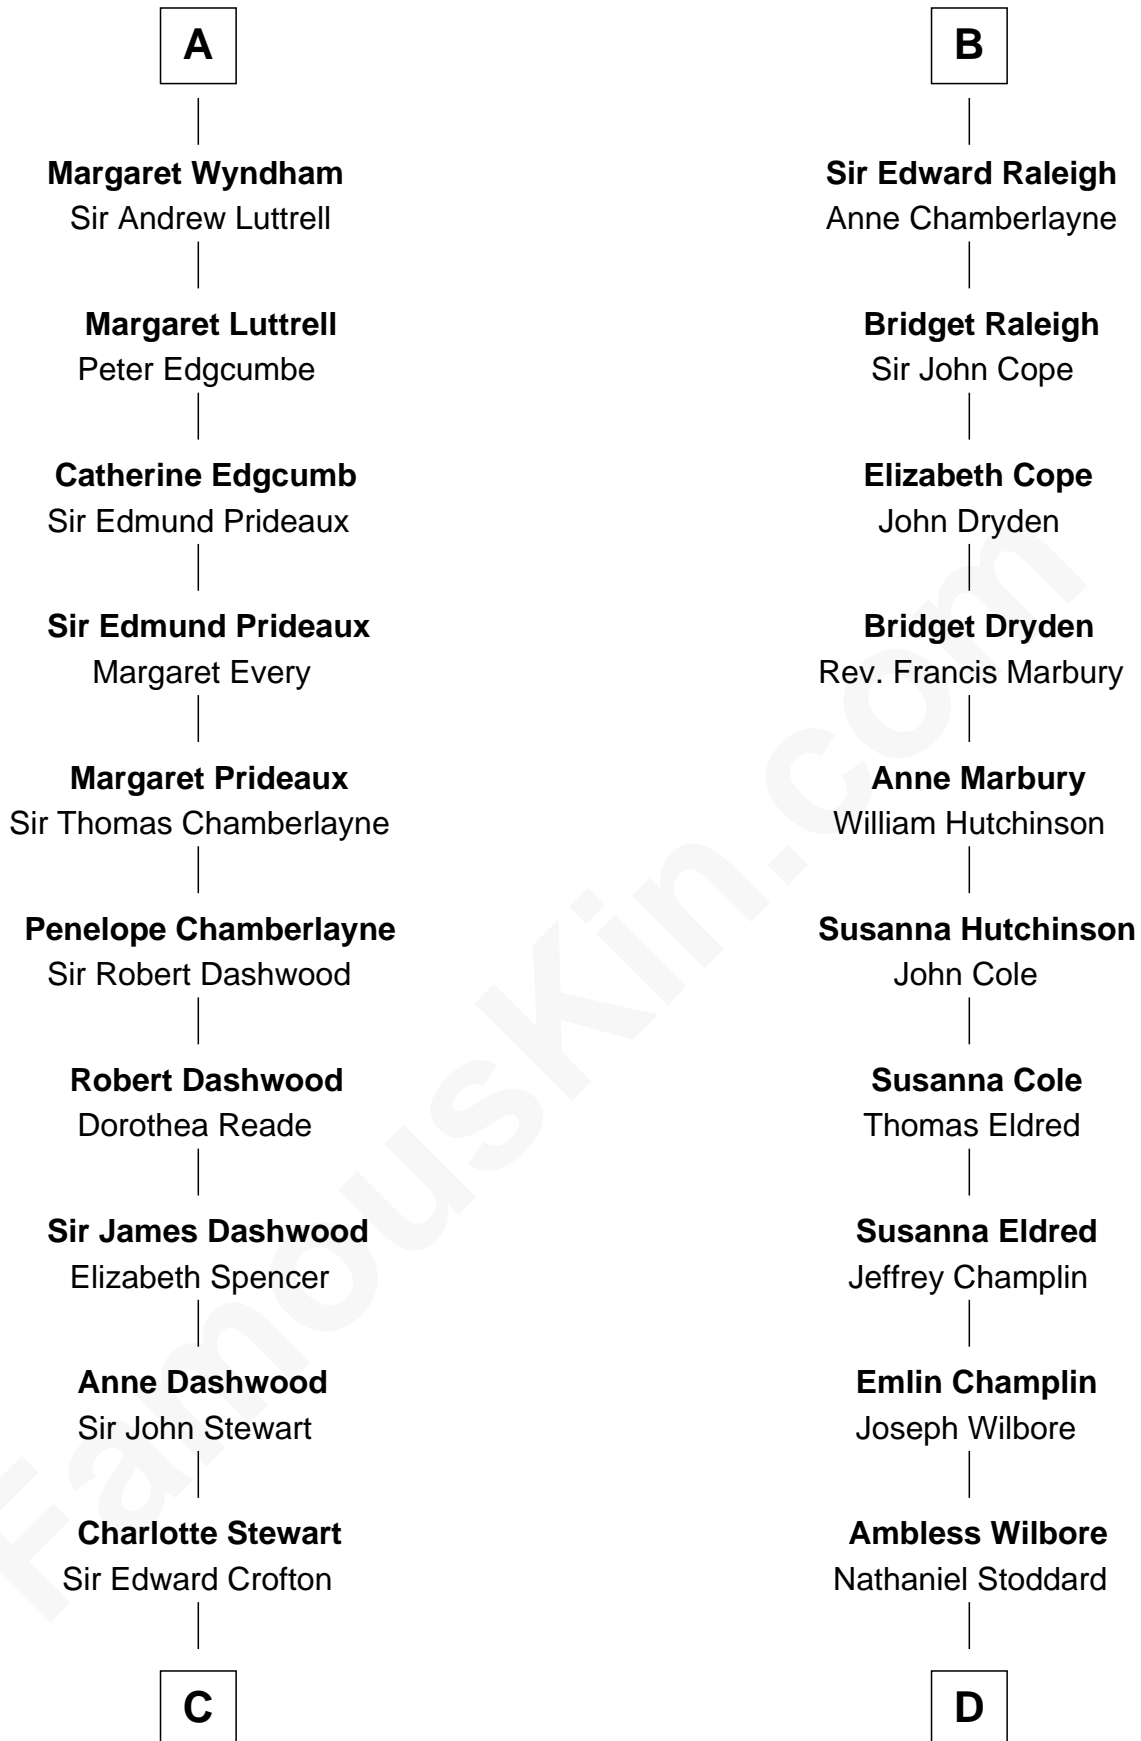 A
Margaret Wyndham
Sir Andrew Luttrell
Margaret Luttrell
Peter Edgcumbe
Catherine Edgcumb
Sir Edmund Prideaux
Sir Edmund Prideaux
Margaret Every
Margaret Prideaux
Sir Thomas Chamberlayne
Penelope Chamberlayne
Sir Robert Dashwood
Robert Dashwood
Dorothea Reade
Sir James Dashwood
Elizabeth Spencer
Anne Dashwood
Sir John Stewart
Charlotte Stewart
Sir Edward Crofton
C
B
Sir Edward Raleigh
Anne Chamberlayne
Bridget Raleigh
Sir John Cope
Elizabeth Cope
John Dryden
Bridget Dryden
Rev. Francis Marbury
Anne Marbury
William Hutchinson
Susanna Hutchinson
John Cole
Susanna Cole
Thomas Eldred
Susanna Eldred
Jeffrey Champlin
Emlin Champlin
Joseph Wilbore
Ambless Wilbore
Nathaniel Stoddard
D
FamousKin.com